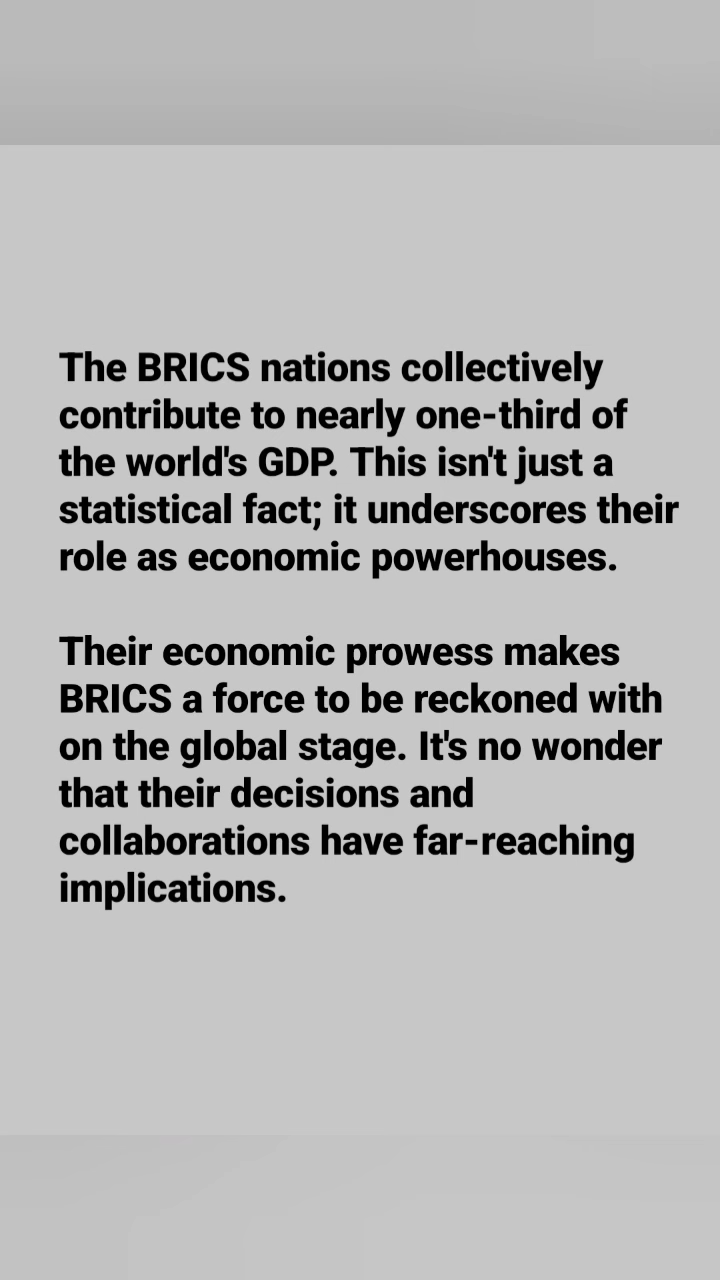 The BRICS nations collectively
contribute to nearly one-third of
the world's GDP. This isn't just a
statistical fact; it underscores their
role as economic powerhouses.
Their economic prowess makes
BRICS a force to be reckoned with
on the global stage. It's no wonder
that their decisions and
collaborations have far-reaching
implications.